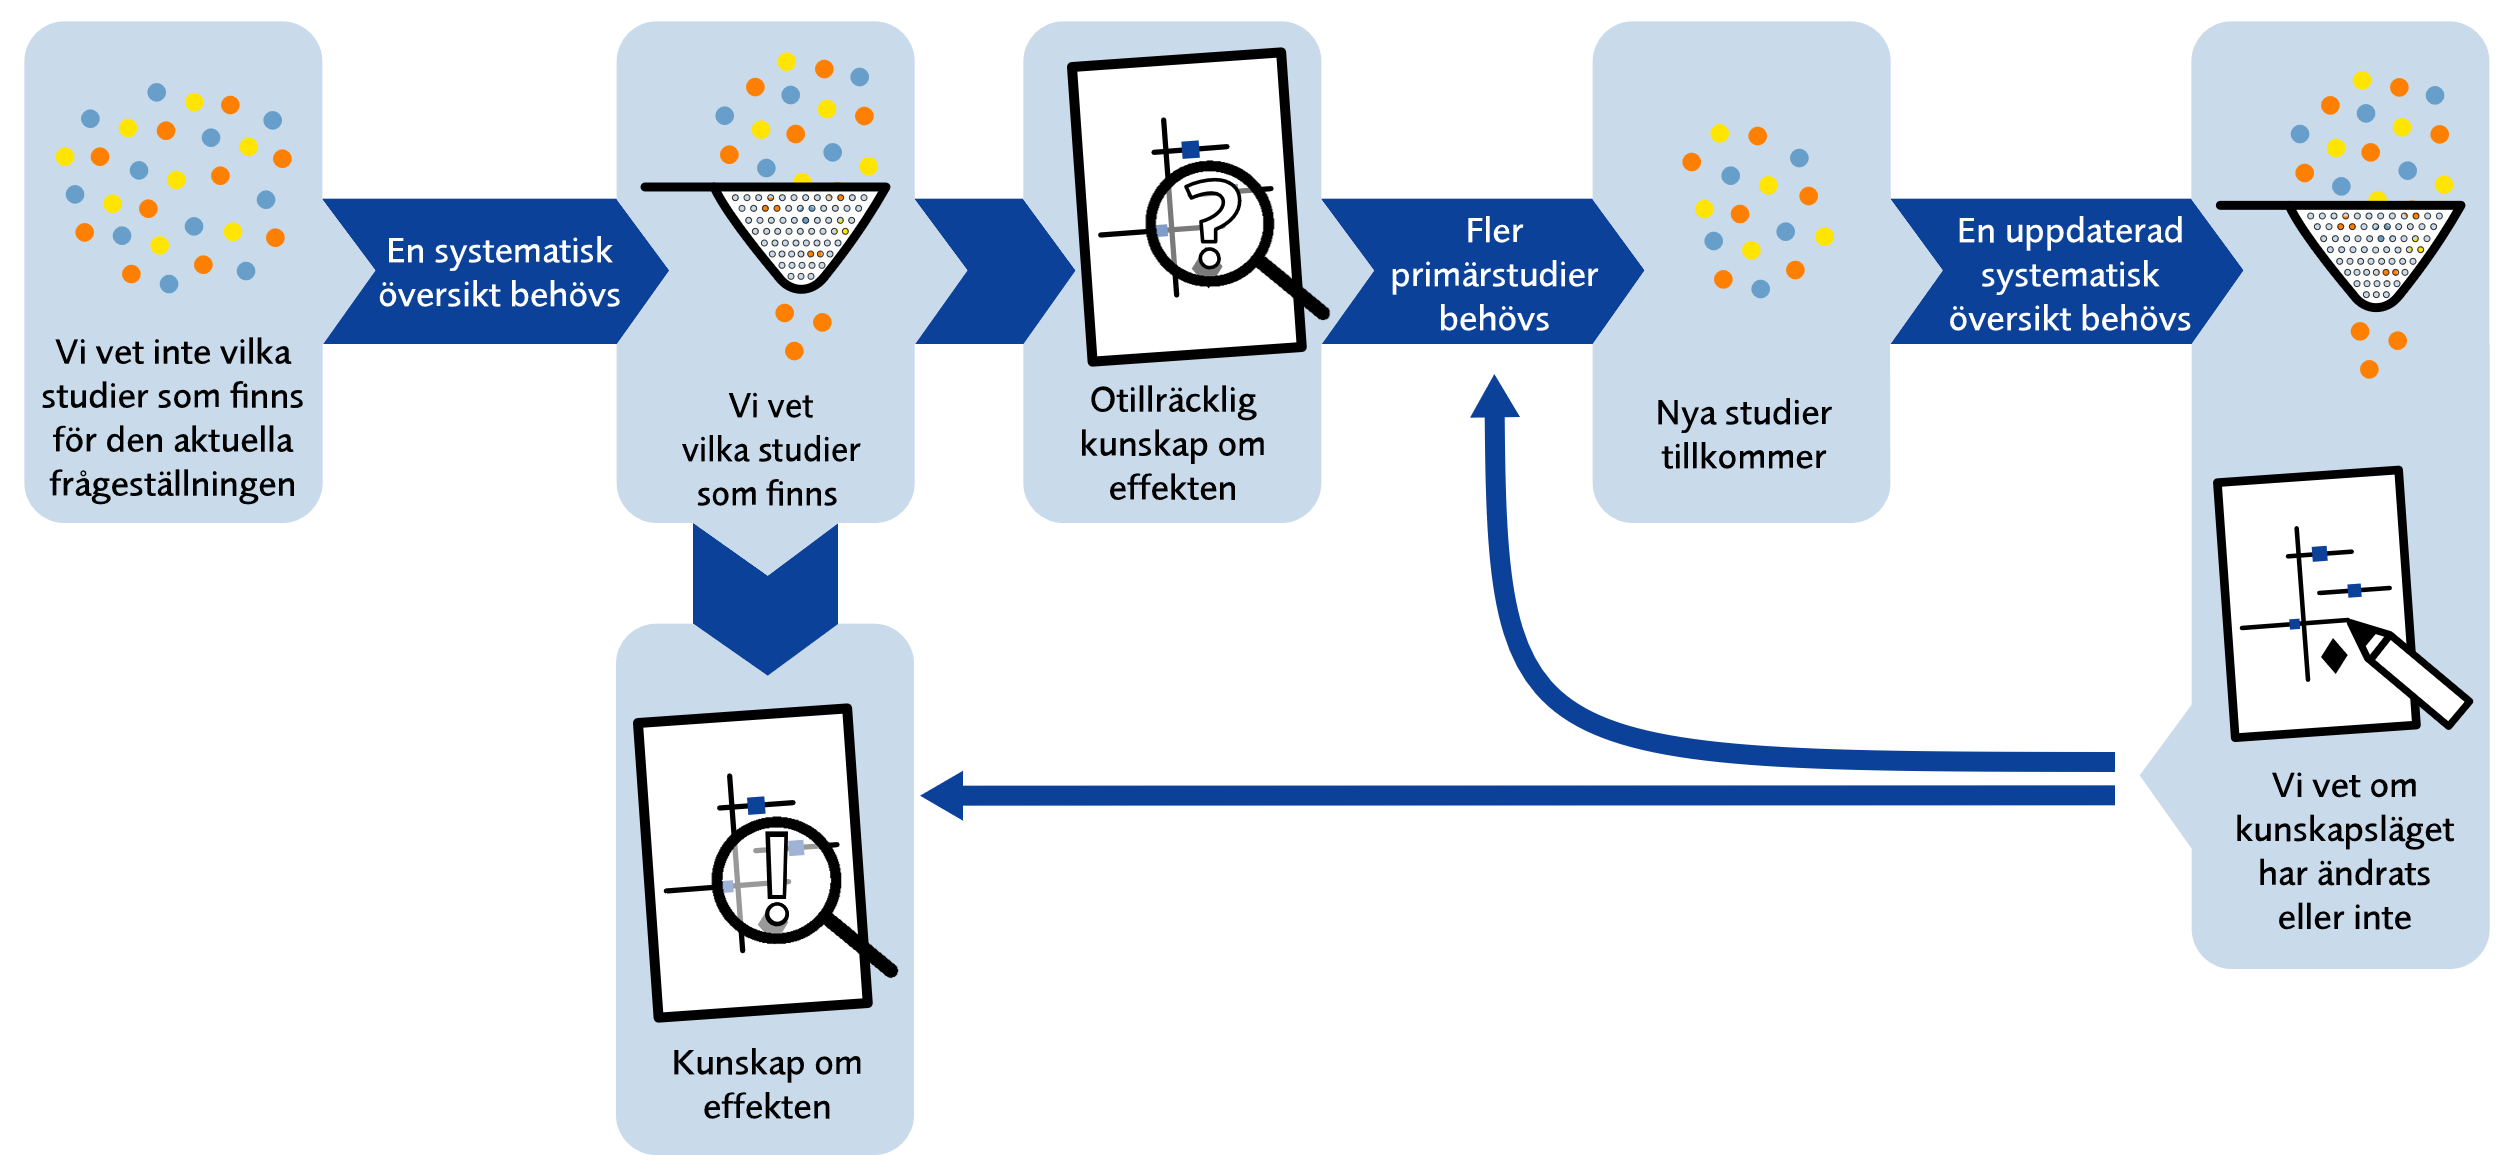 Vi vet inte vilka
studier som finns
för den aktuella
frågeställningen
En systematisk
översikt behövs
Vi vet
vilka studier
som finns
?
Otillräcklig
kunskap om
effekten
Fler
primärstudier
behövs
Nya studier
tillkommer
En uppdaterad
systematisk
översikt behövs
Vi vet om
kunskapsläget
har ändrats
eller inte
!
Kunskap om
effekten